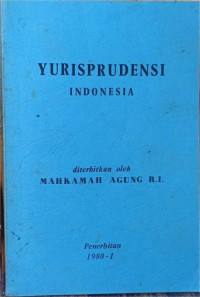 YURISPRUDENSI
INDONESIA
diterbitkan oleh
MAHKAMAH AGUNG R.I.
Penerbitan
1980-I